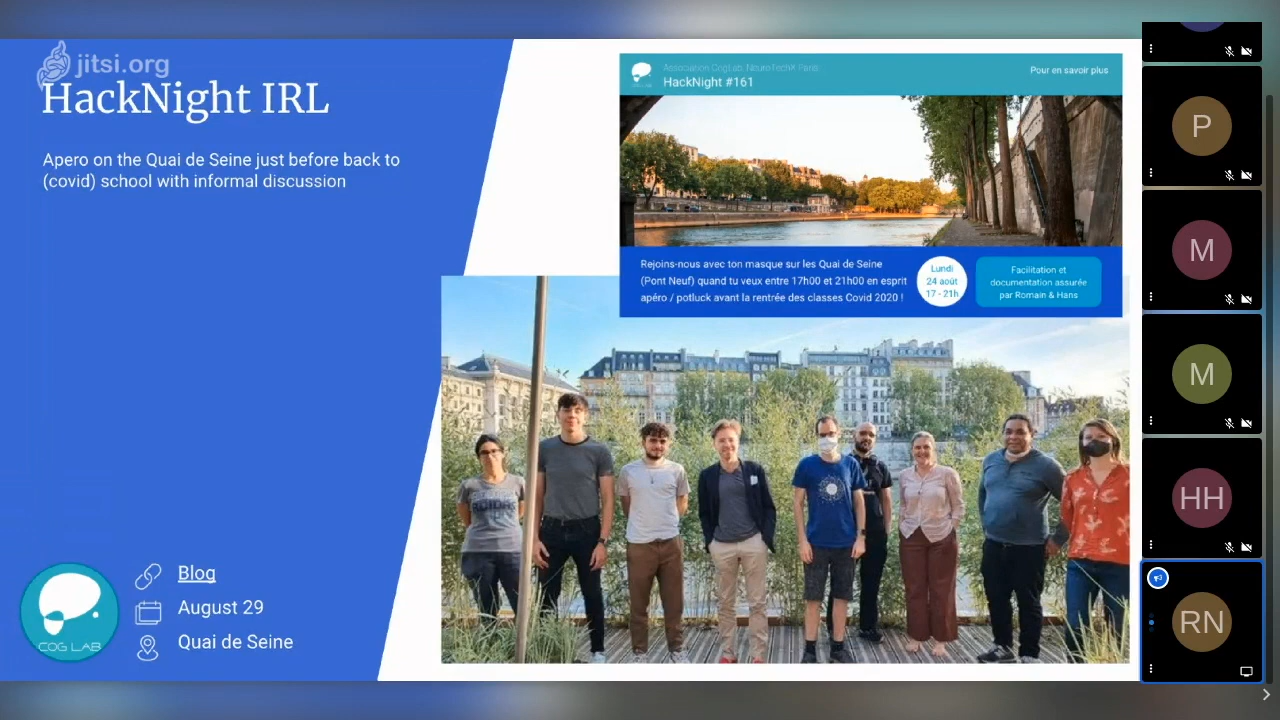 jitsi.org
HackNight IRL
Apero on the Quai de Seine just before back to
(covid) school with informal discussion
Association CogLab, NeuroTechX Paris
HackNight #161
Pour en savoir plus
Rejoins-nous avec ton masque sur les Quai de Seine
(Pont Neuf) quand tu veux entre 17h00 et 21h00 en esprit
apéro / potluck avant la rentrée des classes Covid 2020 !
Lundi
24 août
17 - 21h
Facilitation et
documentation assurée
par Romain & Hans
COG LAB
Blog
August 29
Quai de Seine
P
M
M
HH
RN